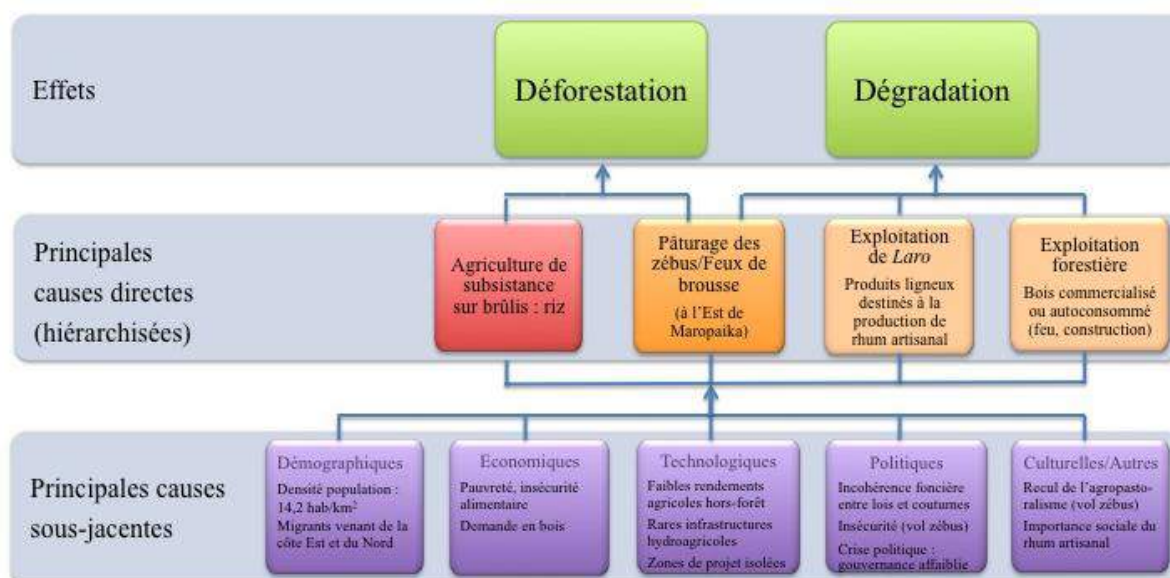 Effets
Déforestation
Dégradation
Principales
causes directes
(hiérarchisées)
Agriculture de
subsistance
sur brûlis : riz
Pâturage des
zébus/Feux de
brousse
(à l'Est de
Maropaika)
Exploitation
de Laro
Produits ligneux
destinés à la
production de
rhum artisanal
Exploitation
forestière
Bois commercialisé
ou autoconsommé
(feu, construction)
Principales causes
sous-jacentes
Démographiques
Densité population :
14,2 hab/km²
Migrants venant de la
côte Est et du Nord
Economiques
Pauvreté, insécurité
alimentaire
Demande en bois
Technologiques
Faibles rendements
agricoles hors-forêt
Rares infrastructures
hydroagricoles
Zones de projet isolées
Politiques
Incohérence foncière
entre lois et coutumes
Insécurité (vol zébus)
Crise politique :
gouvernance affaiblie
Culturelles/Autres
Recul de l'agropasto-
ralisme (vol zébus)
Importance sociale du
rhum artisanal